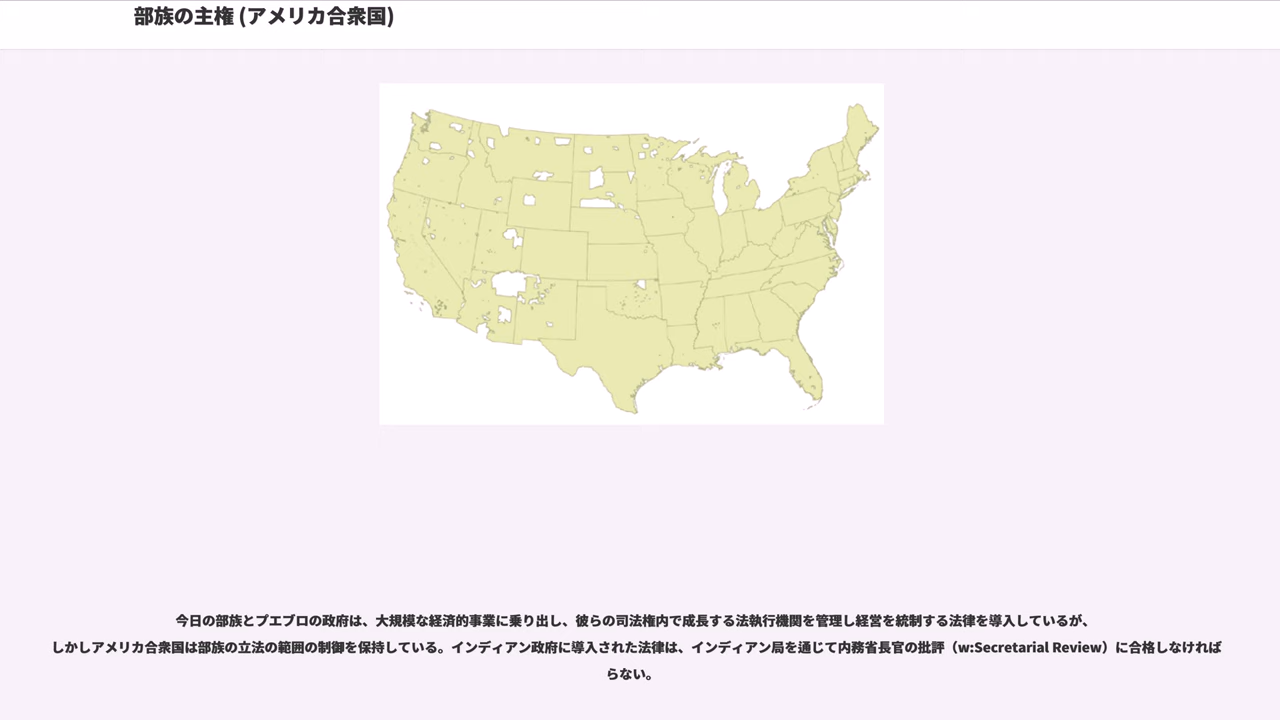 部族の主権 (アメリカ合衆国)
今日の部族とプエブロの政府は、大規模な経済的事業に乗り出し、彼らの司法権内で成長する法執行機関を管理し経営を統制する法律を導入しているが、
しかしアメリカ合衆国は部族の立法の範囲の制御を保持している。インディアン政府に導入された法律は、インディアン局を通じて内務省長官の批評（w:Secretarial Review）に合格しなければ
らない。